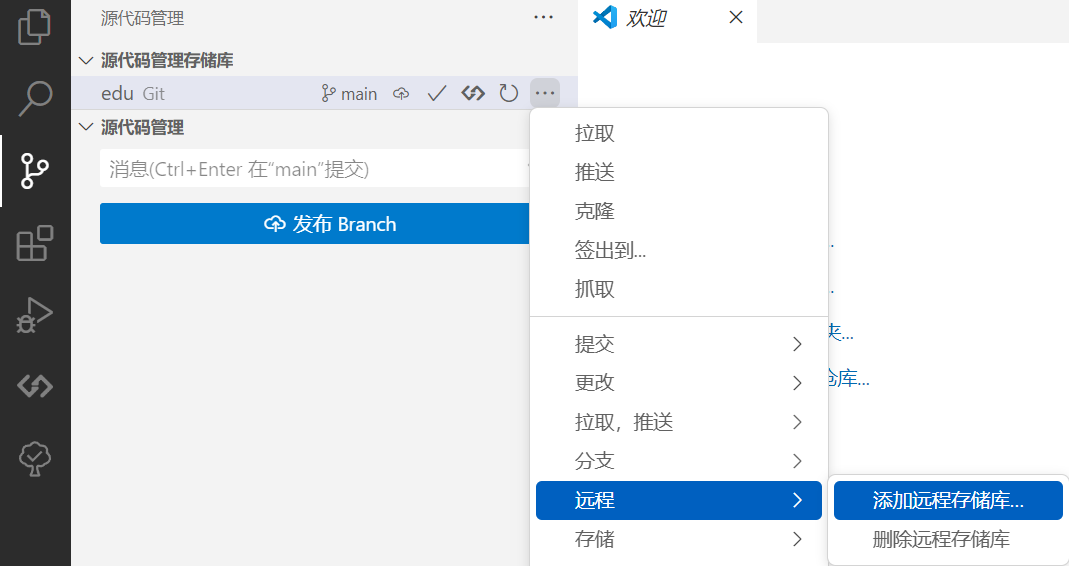 源代码管理
欢迎
源代码管理存储库
edu Git main
源代码管理
消息(Ctrl+Enter 在“main”提交)
发布 Branch
拉取
推送
克隆
签出到...
抓取
提交
更改
拉取，推送
分支
远程
存储
添加远程存储库...
删除远程存储库
夹...
仓库...